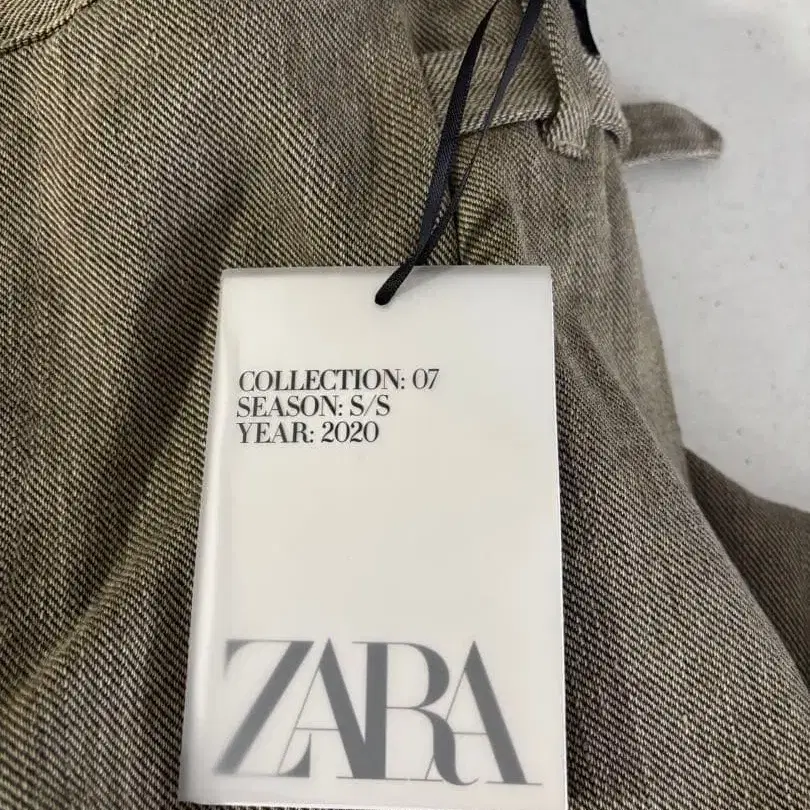 COLLECTION: 07
SEASON: S/S
YEAR: 2020
ZARA